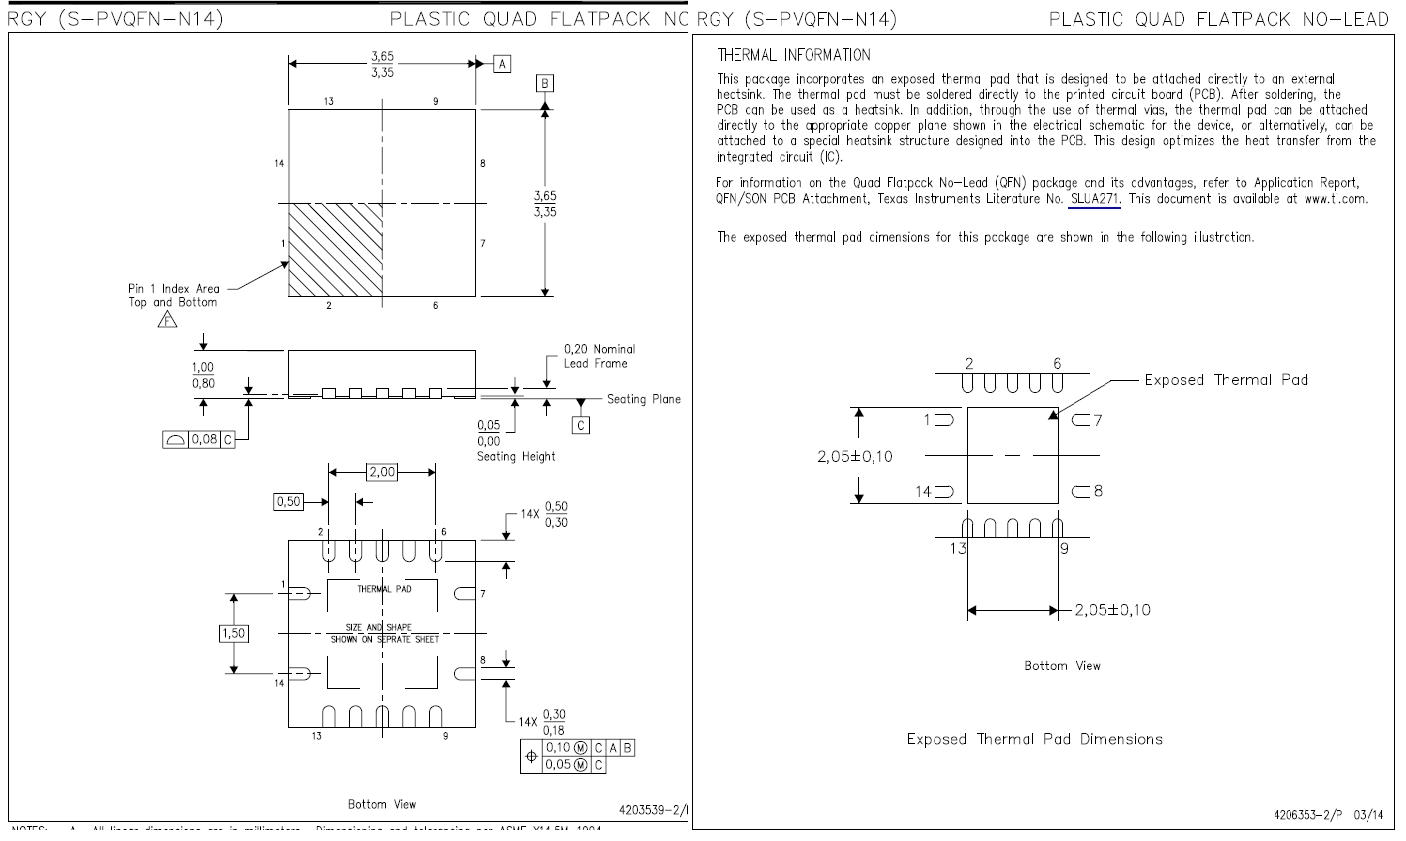 RGY (S-PVQFN-N14)
PLASTIC QUAD FLATPACK NO
3,65
3,35
A
B
13
9
14
8
3,65
3,35
1
7
Pin 1 Index Area
Top and Bottom
F
2
6
0,20 Nominal
Lead Frame
1,00
0,80
Seating Plane
0,08 C
0,05
0,00
C
Seating Height
2,00
0,50
14X 0,50
0,30
2
6
1
THERMAL PAD
7
1,50
SIZE AND SHAPE
SHOWN ON SEPRATE SHEET
8
14
14X 0,30
0,18
13
9
0,10 M C A B
0,05 M C
Bottom View
4203539-2/
NOTES: A. All linear dimensions are in millimeters. Dimensioning and tolerancing per ASME Y14.5M-1994.
RGY (S-PVQFN-N14)
PLASTIC QUAD FLATPACK NO-LEAD
THERMAL INFORMATION
This package incorporates an exposed thermal pad that is designed to be attached directly to an external
heatsink. The thermal pad must be soldered directly to the printed circuit board (PCB). After soldering, the
PCB can be used as a heatsink. In addition, through the use of thermal vias, the thermal pad can be attached
directly to the appropriate copper plane shown in the electrical schematic for the device, or alternatively, can be
attached to a special heatsink structure designed into the PCB. This design optimizes the heat transfer from the
integrated circuit (IC).
For information on the Quad Flatpack No-Lead (QFN) package and its advantages, refer to Application Report,
QFN/SON PCB Attachment, Texas Instruments Literature No. SLUA271. This document is available at www.ti.com.
The exposed thermal pad dimensions for this package are shown in the following illustration.
2
6
Exposed Thermal Pad
1
7
2,05±0,10
14
8
13
9
2,05±0,10
Bottom View
Exposed Thermal Pad Dimensions
4206353-2/P 03/14